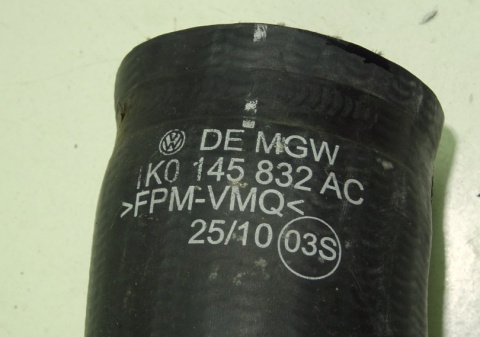 DE MGW
1K0 145 832 AC
>FPM-VMQ<
25/10 03S